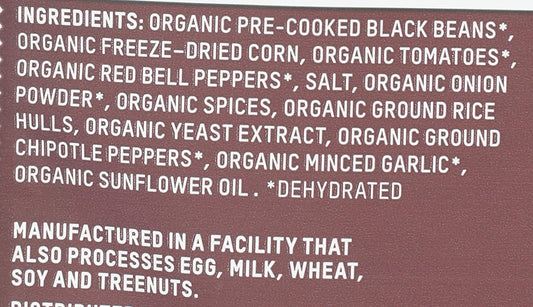 INGREDIENTS: ORGANIC PRE-COOKED BLACK BEANS*,
ORGANIC FREEZE-DRIED CORN, ORGANIC TOMATOES*,
ORGANIC RED BELL PEPPERS*, SALT, ORGANIC ONION
POWDER*, ORGANIC SPICES, ORGANIC GROUND RICE
HULLS, ORGANIC YEAST EXTRACT, ORGANIC GROUND
CHIPOTLE PEPPERS*, ORGANIC MINCED GARLIC*,
ORGANIC SUNFLOWER OIL. *DEHYDRATED
MANUFACTURED IN A FACILITY THAT
ALSO PROCESSES EGG, MILK, WHEAT,
SOY AND TREENUTS.